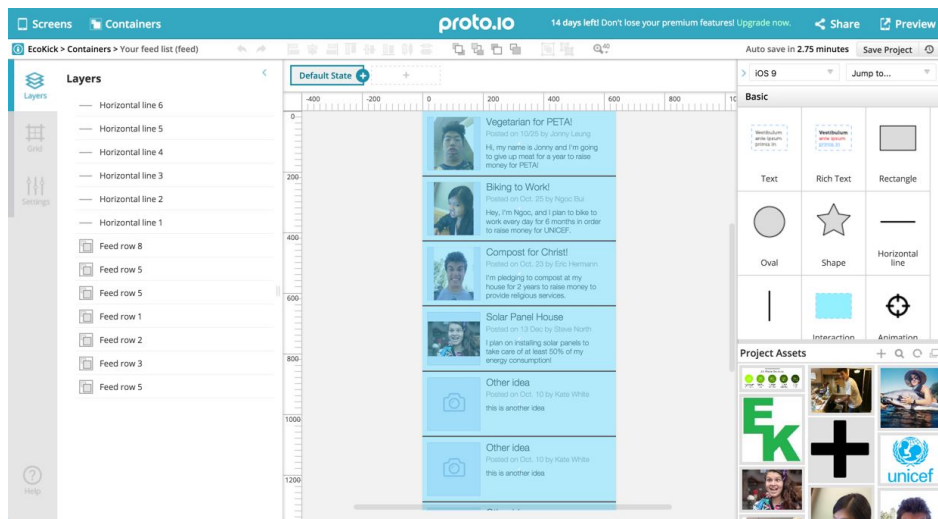 Screens
Containers
proto.io
14 days left! Don't lose your premium features! Upgrade now.
Share
Preview
EcoKick > Containers > Your feed list (feed)
Auto save in 2.75 minutes
Save Project
Layers
Grid
Settings
Help
Layers
Horizontal line 6
Horizontal line 5
Horizontal line 4
Horizontal line 3
Horizontal line 2
Horizontal line 1
Feed row 8
Feed row 5
Feed row 5
Feed row 1
Feed row 2
Feed row 3
Feed row 5
Default State
-400 -200 0 200 400 600 800
0
200
400
600
800
1000
1200
Vegetarian for PETA!
Posted on 10/25 by Jonny Leung
Hi, my name is Jonny and I'm going
to give up meat for a year to raise
money for PETA!
Biking to Work!
Posted on Oct. 25 by Ngoc Bui
Hey, I'm Ngoc, and I plan to bike to
work every day for 6 months in order
to raise money for UNICEF.
Compost for Christ!
Posted on Oct. 23 by Eric Hermann
I'm pledging to compost at my
house for 2 years to raise money to
provide religious services.
Solar Panel House
Posted on 13 Dec by Steve North
I plan on installing solar panels to
take care of at least 50% of my
energy consumption!
Other idea
Posted on Oct. 10 by Kate White
this is another idea
Other idea
Posted on Oct. 10 by Kate White
this is another idea
iOS 9
Jump to...
Basic
Vestibulum
ante ipsum
primis in
Vestibulum
ante ipsum
primis in
Text
Rich Text
Rectangle
Oval
Shape
Horizontal
line
Interaction
Animation
Project Assets
EK
unicef